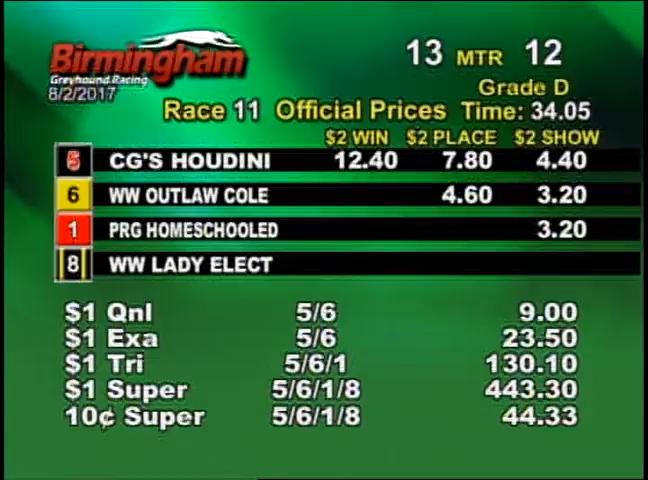 Birmingham
Greyhound Racing
8/2/2017
13 MTR 12
Grade D
Race 11 Official Prices Time: 34.05
$2 WIN $2 PLACE $2 SHOW
5 CG'S HOUDINI 12.40 7.80 4.40
6 WW OUTLAW COLE 4.60 3.20
1 PRG HOMESCHOOLED 3.20
8 WW LADY ELECT
$1 Qnl 5/6 9.00
$1 Exa 5/6 23.50
$1 Tri 5/6/1 130.10
$1 Super 5/6/1/8 443.30
10¢ Super 5/6/1/8 44.33